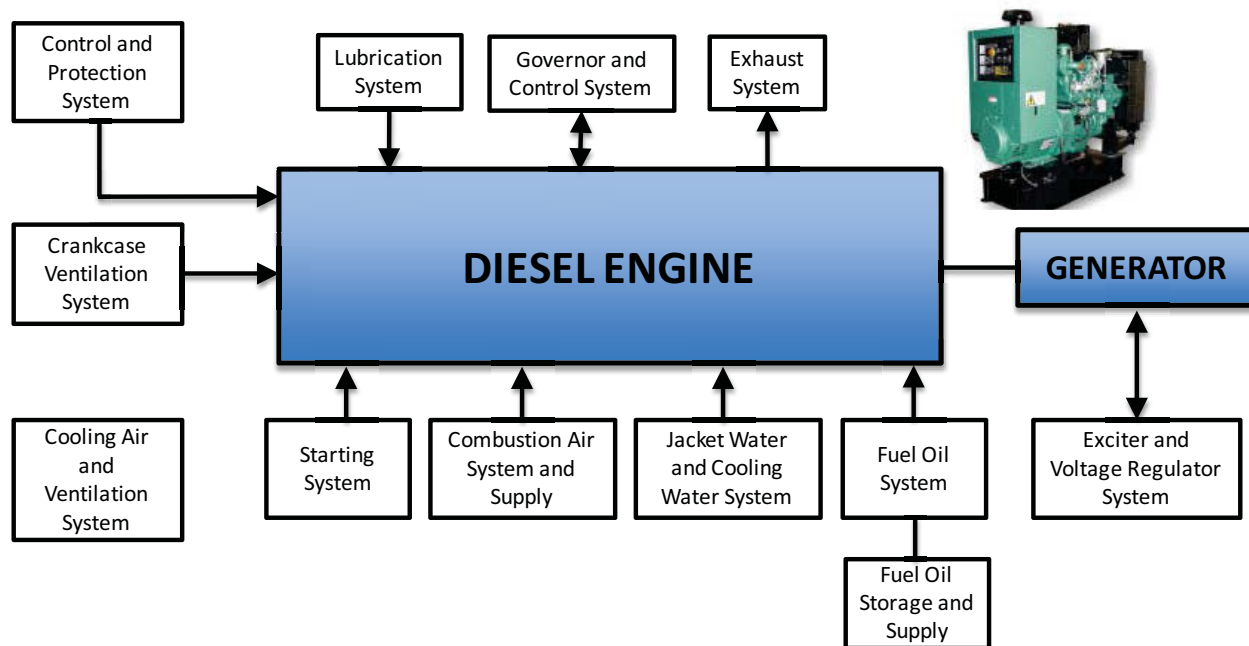 Control and
Protection
System
Lubrication
System
Governor and
Control System
Exhaust
System
Crankcase
Ventilation
System
DIESEL ENGINE
GENERATOR
Cooling Air
and
Ventilation
System
Starting
System
Combustion Air
System and
Supply
Jacket Water
and Cooling
Water System
Fuel Oil
System
Exciter and
Voltage Regulator
System
Fuel Oil
Storage and
Supply